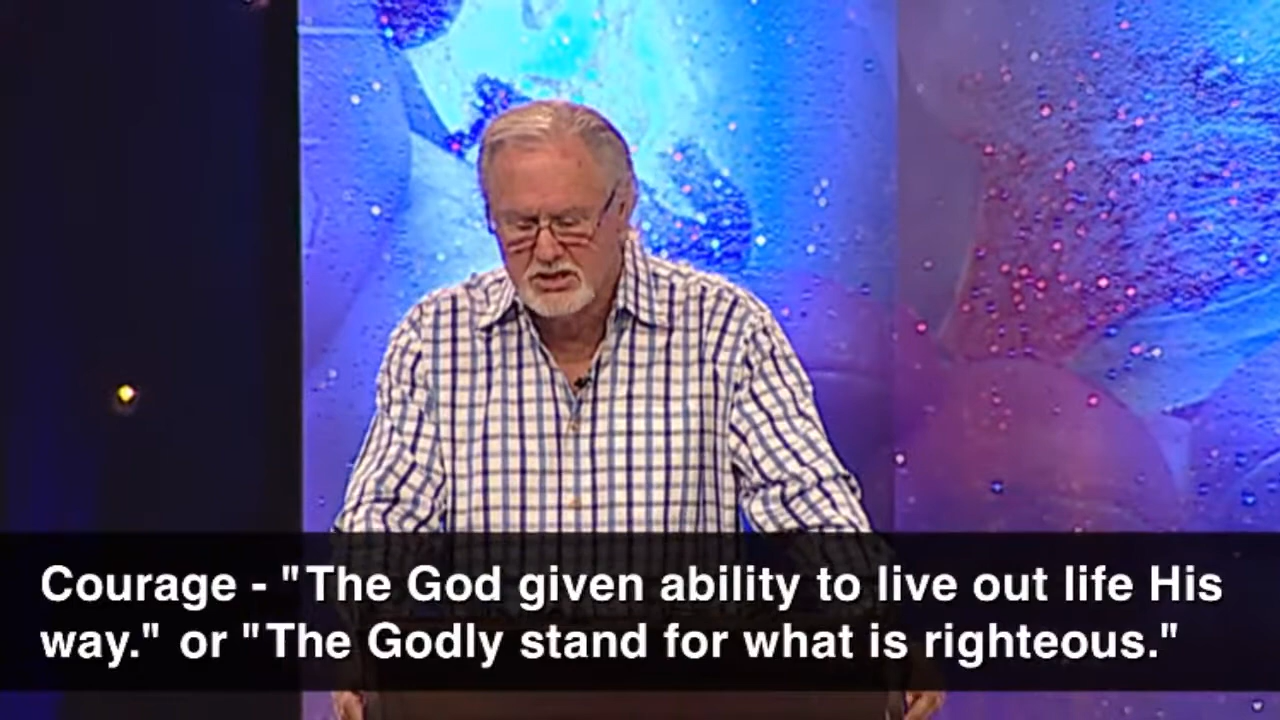 Courage - "The God given ability to live out life His
way." or "The Godly stand for what is righteous."